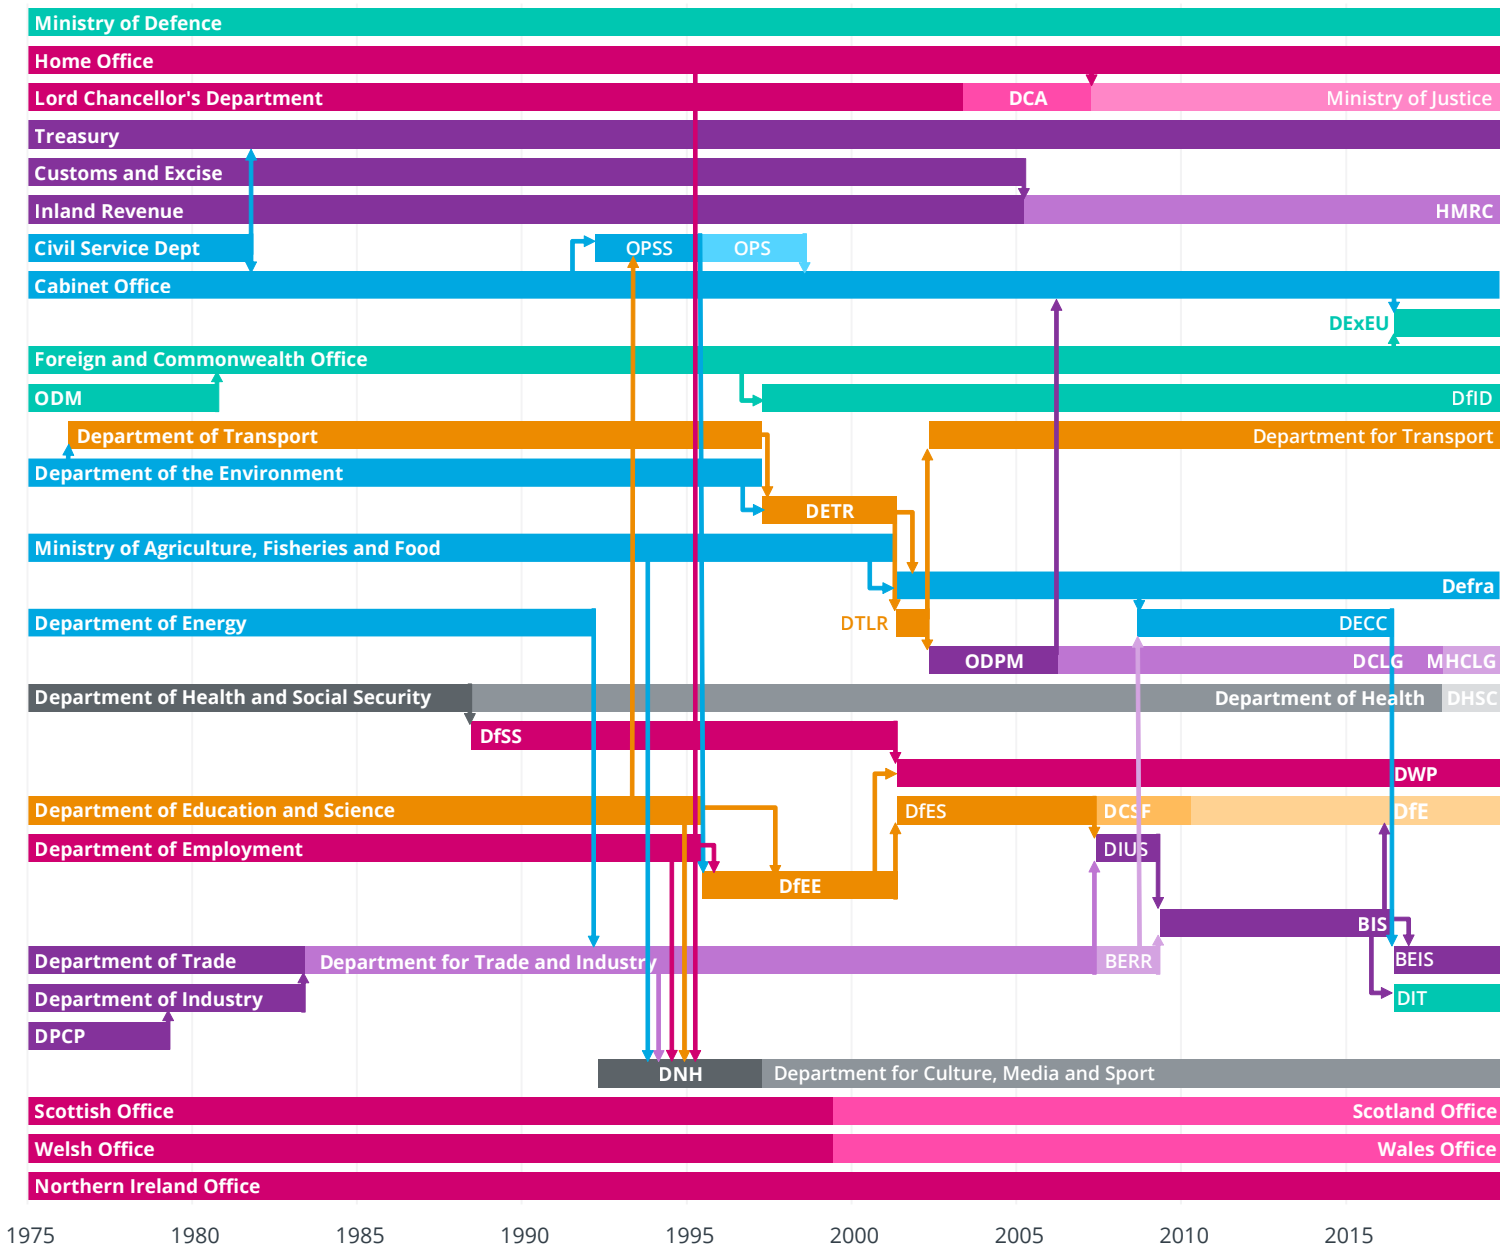 Ministry of Defence
Home Office
Lord Chancellor's Department DCA Ministry of Justice
Treasury
Customs and Excise
Inland Revenue HMRC
Civil Service Dept OPSS OPS
Cabinet Office
DExEU
Foreign and Commonwealth Office
ODM DfID
Department of Transport Department for Transport
Department of the Environment
DETR
Ministry of Agriculture, Fisheries and Food
Defra
Department of Energy DTLR DECC
ODPM DCLG MHCLG
Department of Health and Social Security Department of Health DHSC
DfSS
DWP
Department of Education and Science DfES DCSF DfE
Department of Employment DIUS
DfEE
BIS
Department of Trade Department for Trade and Industry BERR BEIS
Department of Industry DIT
DPCP
DNH Department for Culture, Media and Sport
Scottish Office Scotland Office
Welsh Office Wales Office
Northern Ireland Office
1975 1980 1985 1990 1995 2000 2005 2010 2015